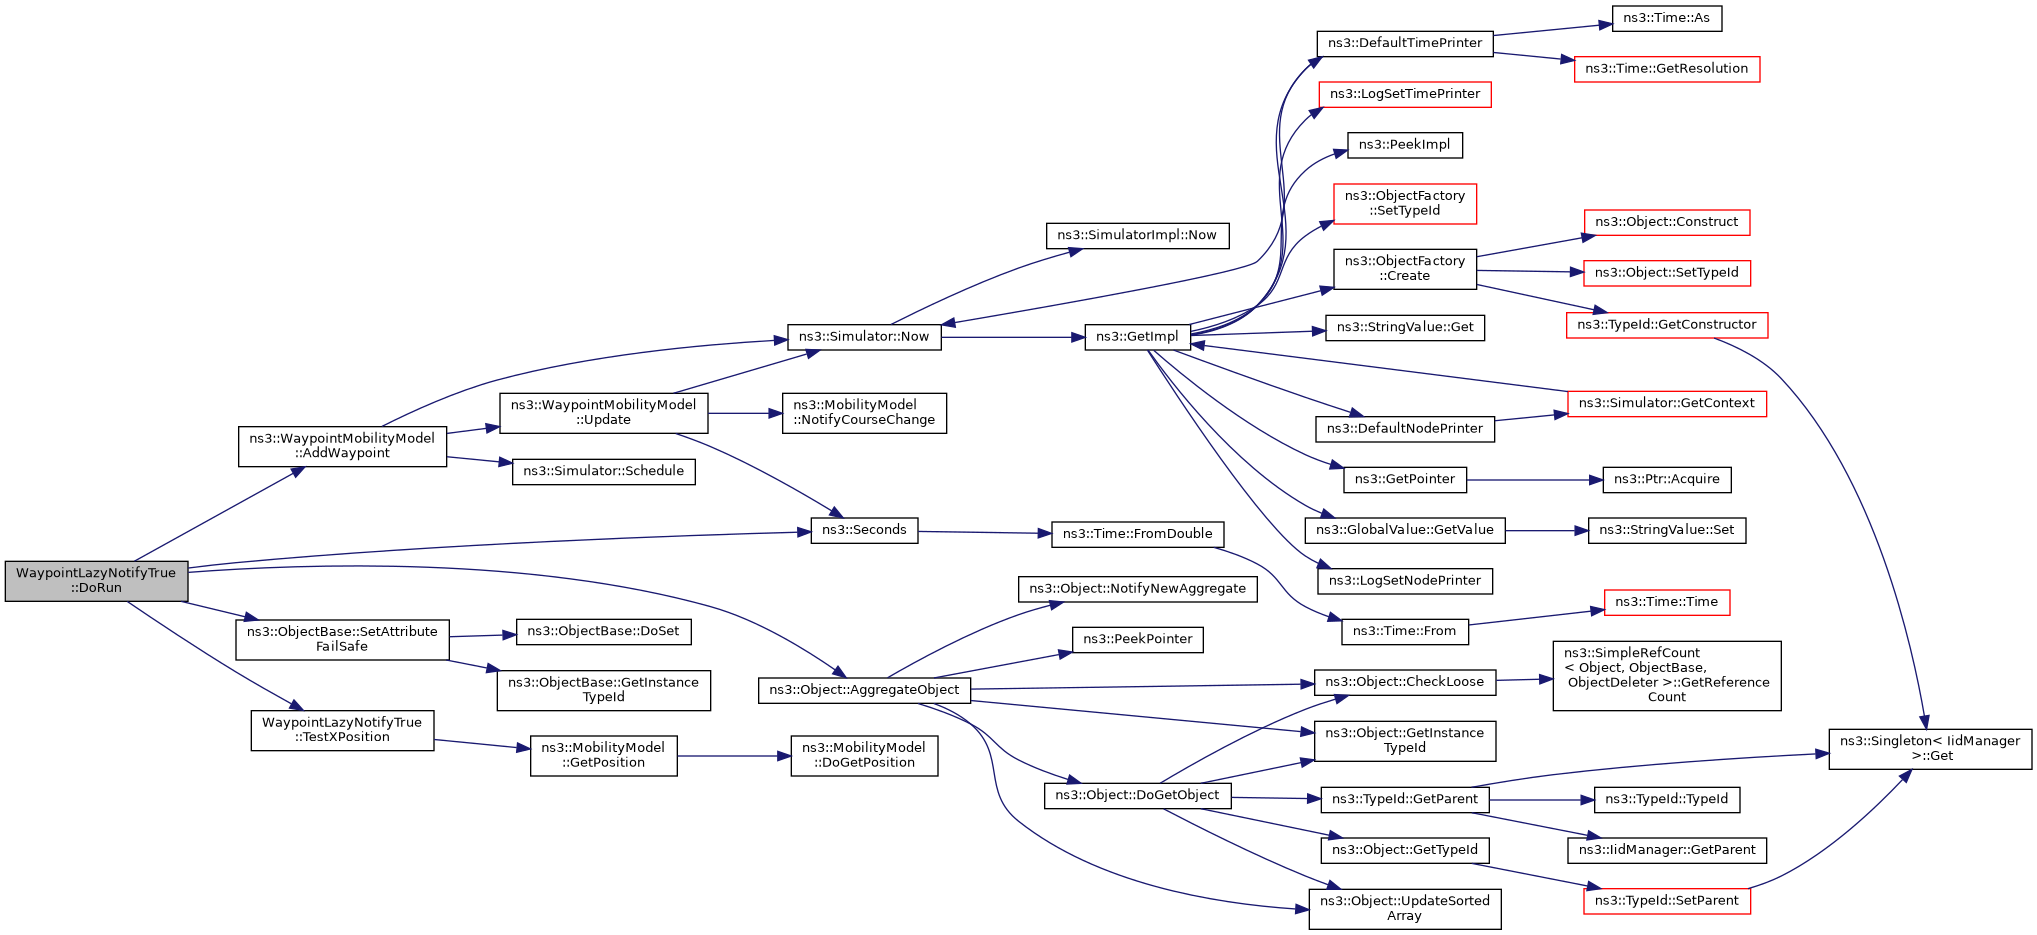 WaypointLazyNotifyTrue
::DoRun
ns3::WaypointMobilityModel
::AddWaypoint
ns3::ObjectBase::SetAttribute
FailSafe
WaypointLazyNotifyTrue
::TestXPosition
ns3::WaypointMobilityModel
::Update
ns3::Simulator::Schedule
ns3::ObjectBase::DoSet
ns3::ObjectBase::GetInstance
TypeId
ns3::MobilityModel
::GetPosition
ns3::Simulator::Now
ns3::MobilityModel
::NotifyCourseChange
ns3::Seconds
ns3::Object::AggregateObject
ns3::MobilityModel
::DoGetPosition
ns3::SimulatorImpl::Now
ns3::GetImpl
ns3::Time::FromDouble
ns3::Object::NotifyNewAggregate
ns3::PeekPointer
ns3::Object::DoGetObject
ns3::DefaultTimePrinter
ns3::LogSetTimePrinter
ns3::PeekImpl
ns3::ObjectFactory
::SetTypeId
ns3::ObjectFactory
::Create
ns3::StringValue::Get
ns3::DefaultNodePrinter
ns3::GetPointer
ns3::GlobalValue::GetValue
ns3::LogSetNodePrinter
ns3::Time::From
ns3::Object::CheckLoose
ns3::Object::GetInstance
TypeId
ns3::TypeId::GetParent
ns3::Object::GetTypeId
ns3::Object::UpdateSorted
Array
ns3::Time::As
ns3::Time::GetResolution
ns3::Object::Construct
ns3::Object::SetTypeId
ns3::TypeId::GetConstructor
ns3::Simulator::GetContext
ns3::Ptr::Acquire
ns3::StringValue::Set
ns3::Time::Time
ns3::SimpleRefCount
< Object, ObjectBase,
ObjectDeleter >::GetReference
Count
ns3::TypeId::TypeId
ns3::IidManager::GetParent
ns3::TypeId::SetParent
ns3::Singleton< IidManager
>::Get